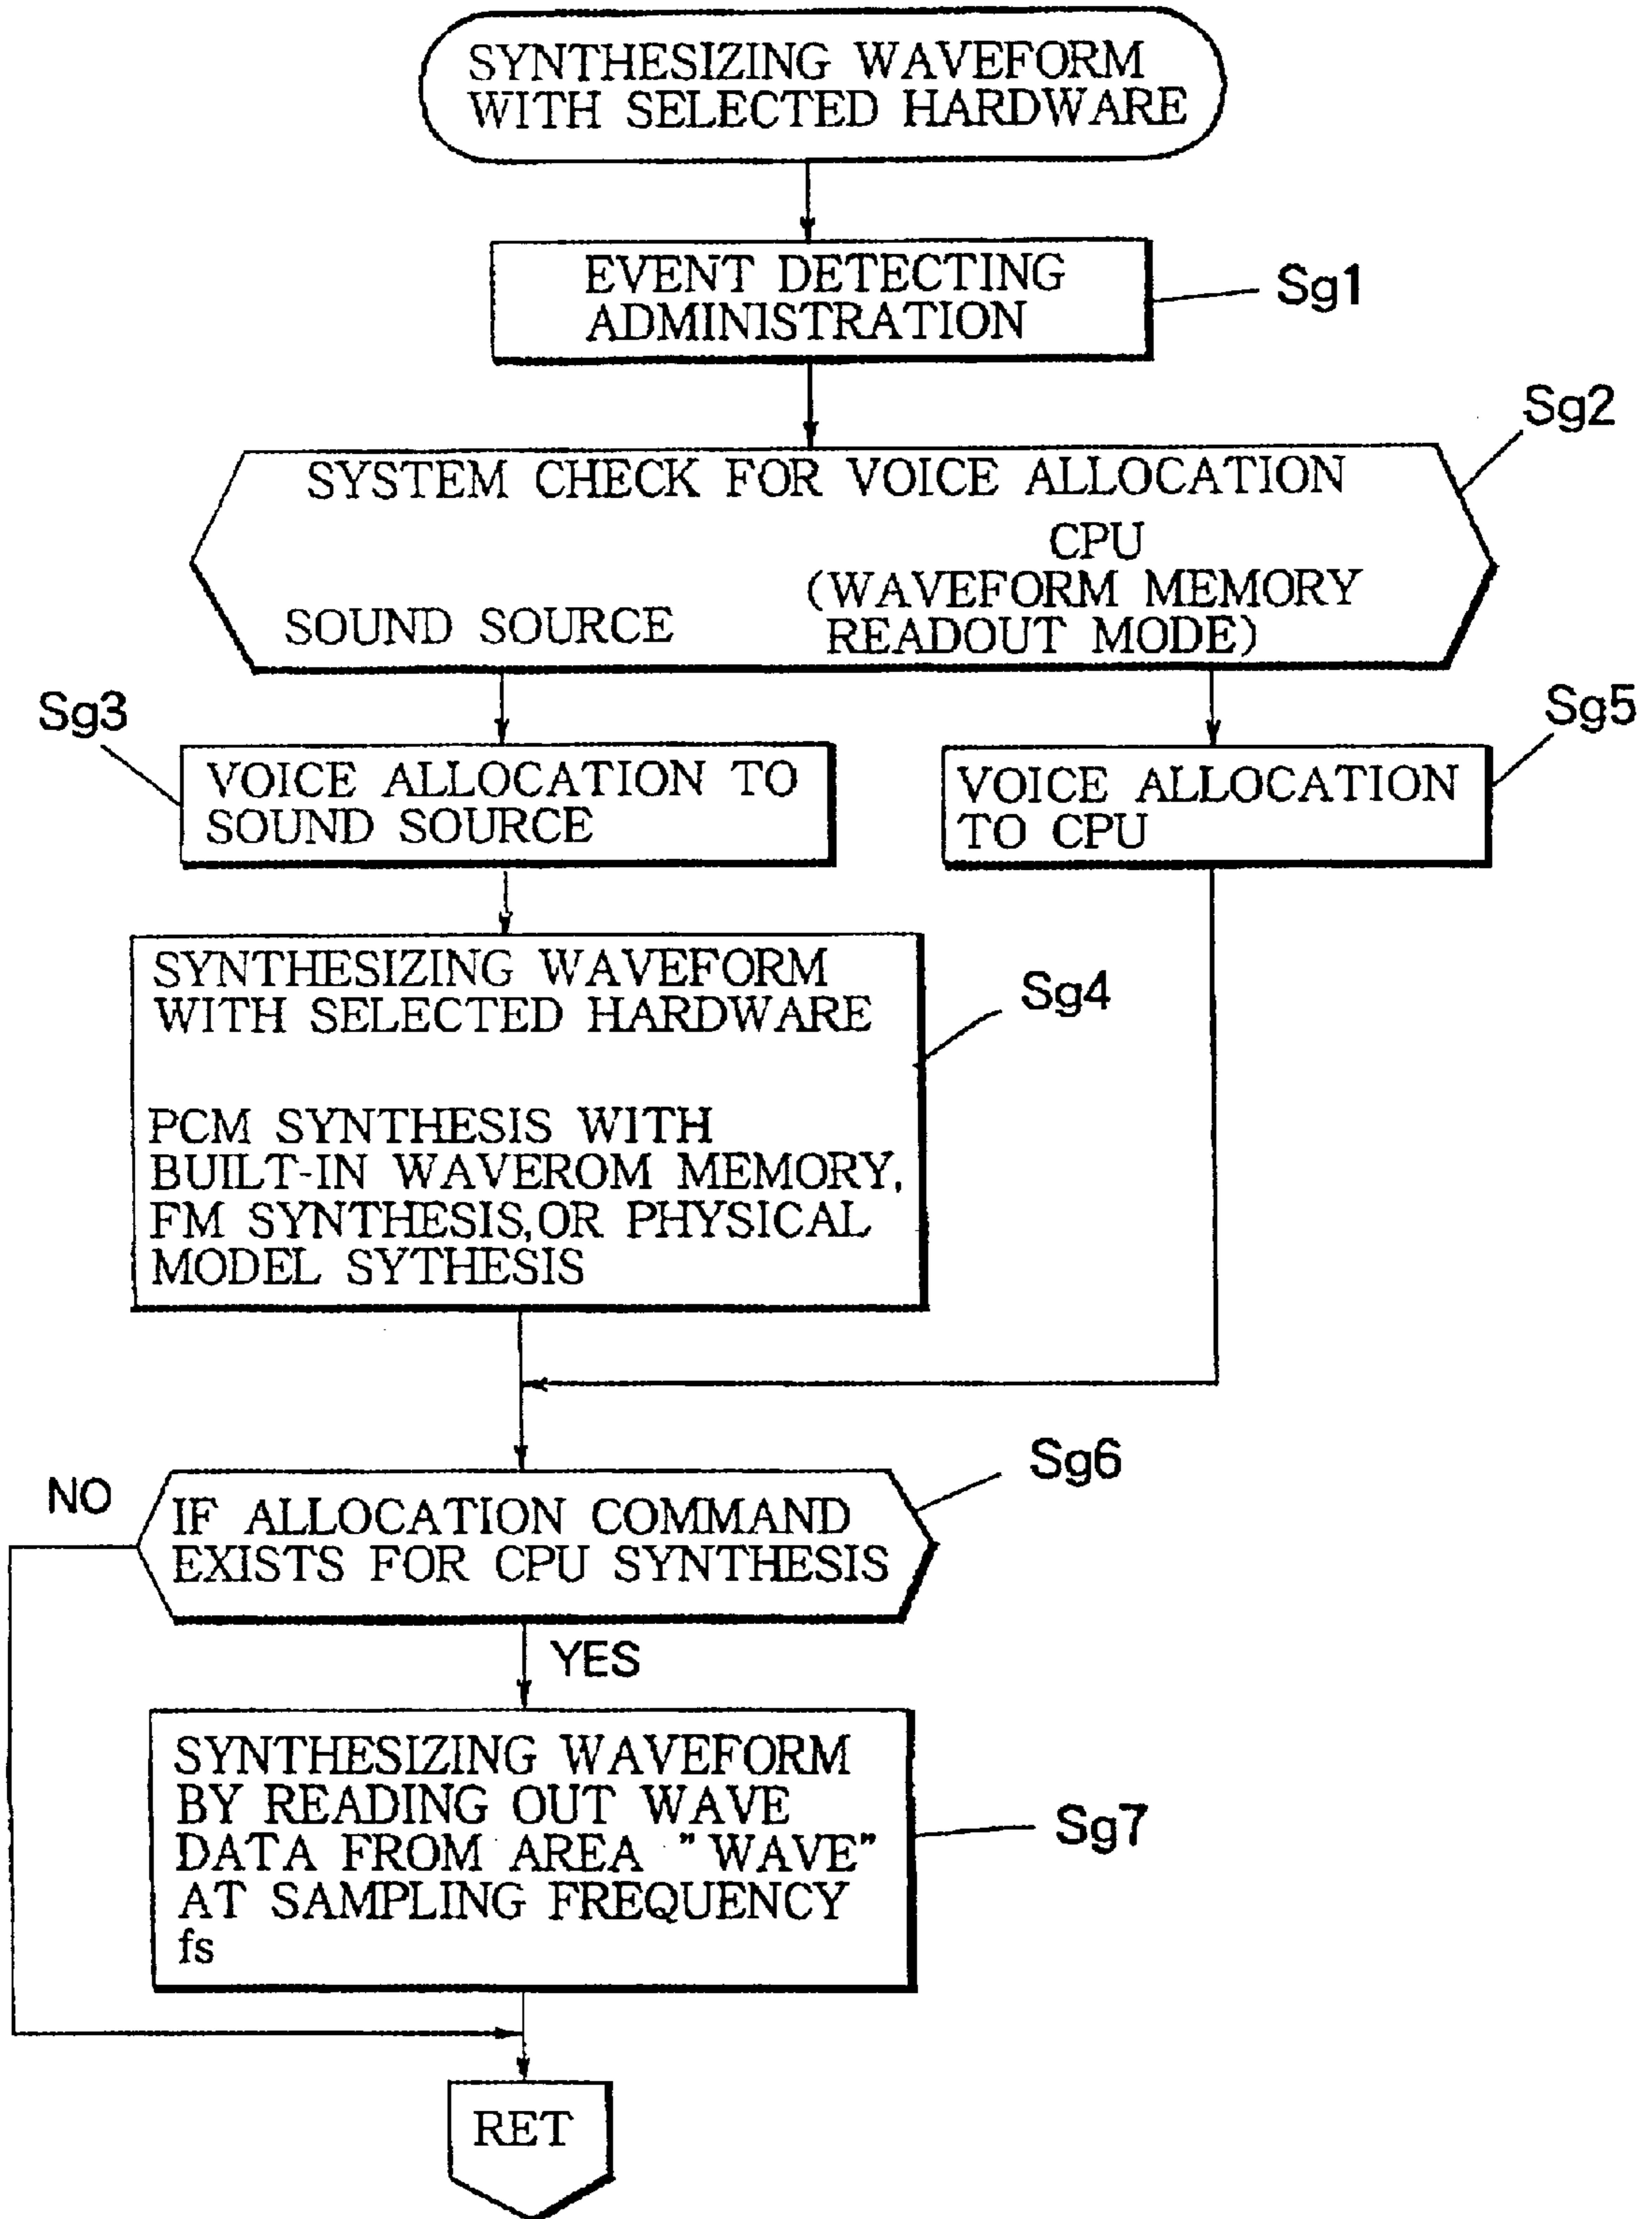 SYNTHESIZING WAVEFORM
WITH SELECTED HARDWARE
EVENT DETECTING
ADMINISTRATION
Sg1
Sg2
SYSTEM CHECK FOR VOICE ALLOCATION
SOUND SOURCE
CPU
(WAVEFORM MEMORY
READOUT MODE)
Sg3
VOICE ALLOCATION TO
SOUND SOURCE
Sg5
VOICE ALLOCATION
TO CPU
SYNTHESIZING WAVEFORM
WITH SELECTED HARDWARE
PCM SYNTHESIS WITH
BUILT-IN WAVEROM MEMORY,
FM SYNTHESIS,OR PHYSICAL
MODEL SYTHESIS
Sg4
Sg6
NO
IF ALLOCATION COMMAND
EXISTS FOR CPU SYNTHESIS
YES
SYNTHESIZING WAVEFORM
BY READING OUT WAVE
DATA FROM AREA "WAVE"
AT SAMPLING FREQUENCY
fs
Sg7
RET